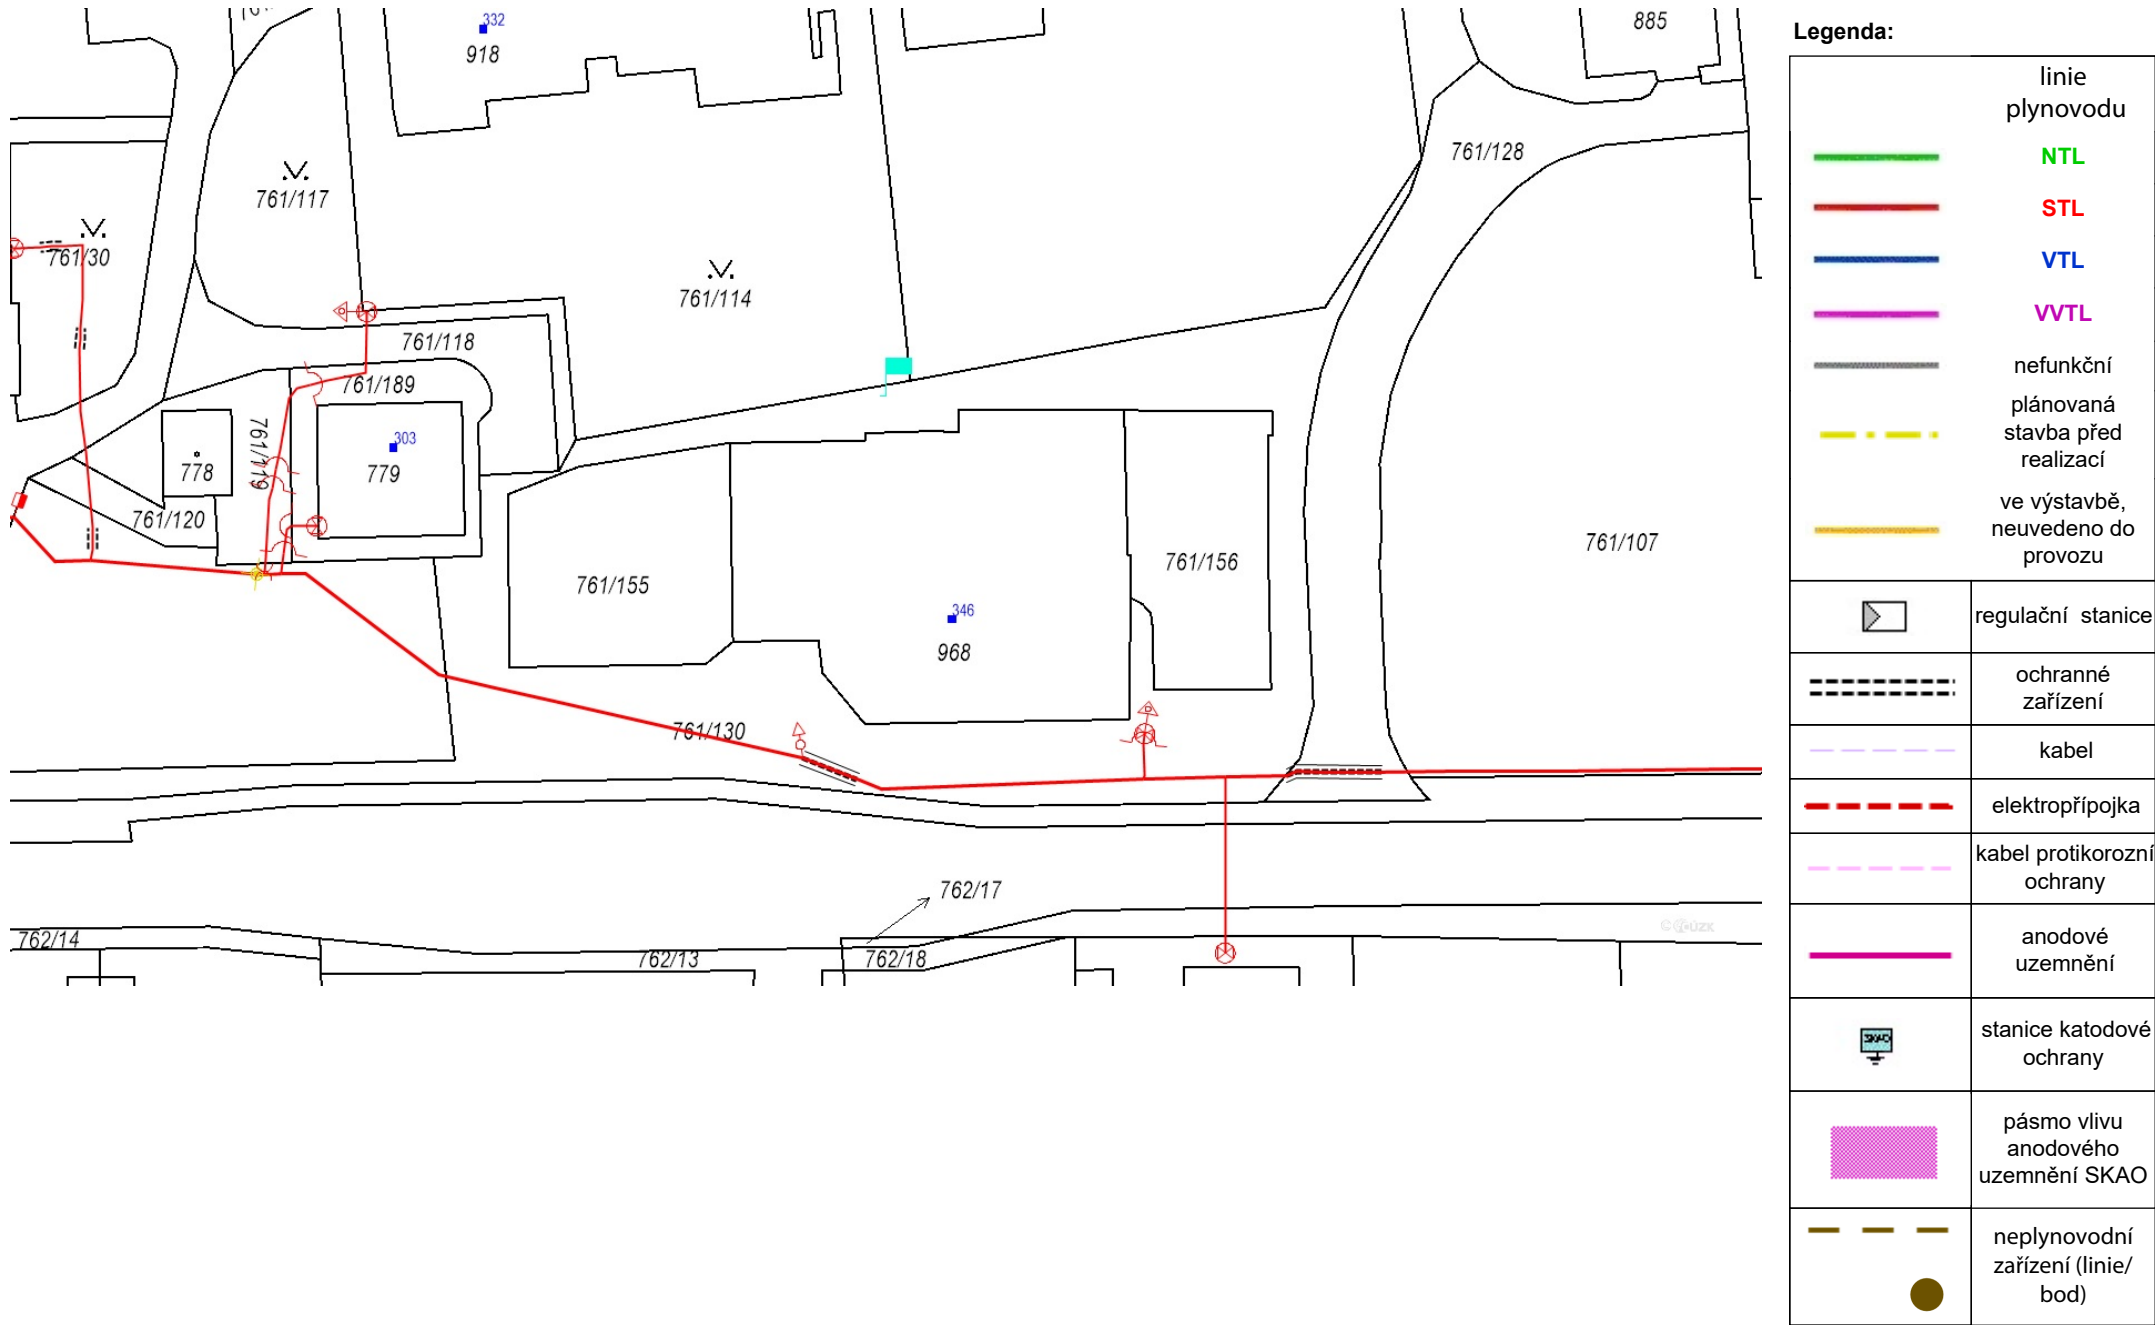 332
918
885
761/128
761/117
761/30
761/114
761/118
761/189
761/119
303
779
778
761/120
761/155
761/156
761/107
346
968
761/130
762/17
762/14
762/13
762/18
Legenda:
linie
plynovodu
NTL
STL
VTL
VVTL
nefunkční
plánovaná
stavba před
realizací
ve výstavbě,
neuvedeno do
provozu
regulační stanice
ochranné
zařízení
kabel
elektropřípojka
kabel protikorozní
ochrany
anodové
uzemnění
SKAO
stanice katodové
ochrany
pásmo vlivu
anodového
uzemnění SKAO
neplynovodní
zařízení (linie/
bod)